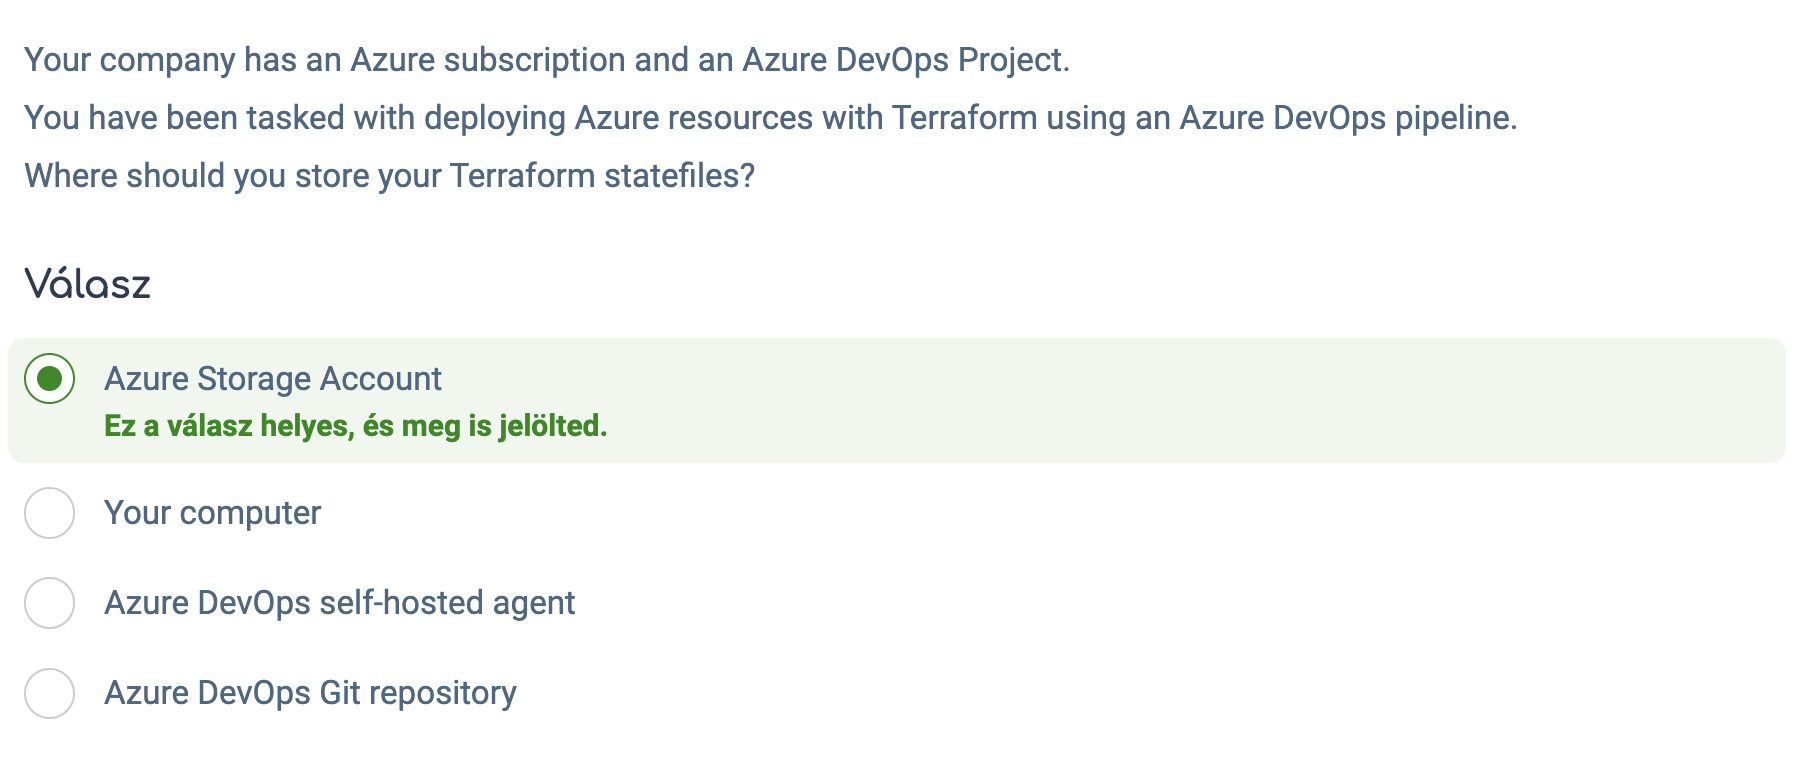 Your company has an Azure subscription and an Azure DevOps Project.
You have been tasked with deploying Azure resources with Terraform using an Azure DevOps pipeline.
Where should you store your Terraform statefiles?
Válasz
Azure Storage Account
Ez a válasz helyes, és meg is jelölted.
Your computer
Azure DevOps self-hosted agent
Azure DevOps Git repository